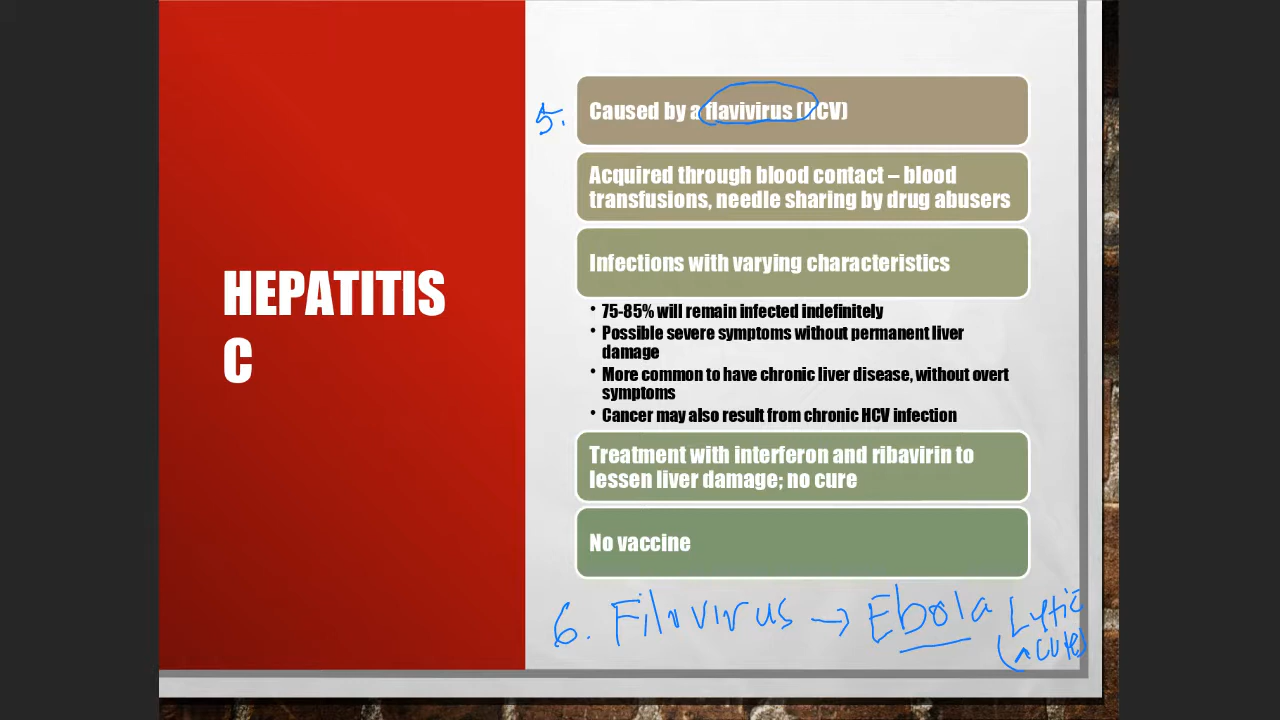 HEPATITIS
C
5.
Caused by a flavivirus (HCV)
Acquired through blood contact – blood
transfusions, needle sharing by drug abusers
Infections with varying characteristics
• 75-85% will remain infected indefinitely
• Possible severe symptoms without permanent liver
damage
• More common to have chronic liver disease, without overt
symptoms
• Cancer may also result from chronic HCV infection
Treatment with interferon and ribavirin to
lessen liver damage; no cure
No vaccine
6. Filovirus → Ebola Lytic
(Acute)